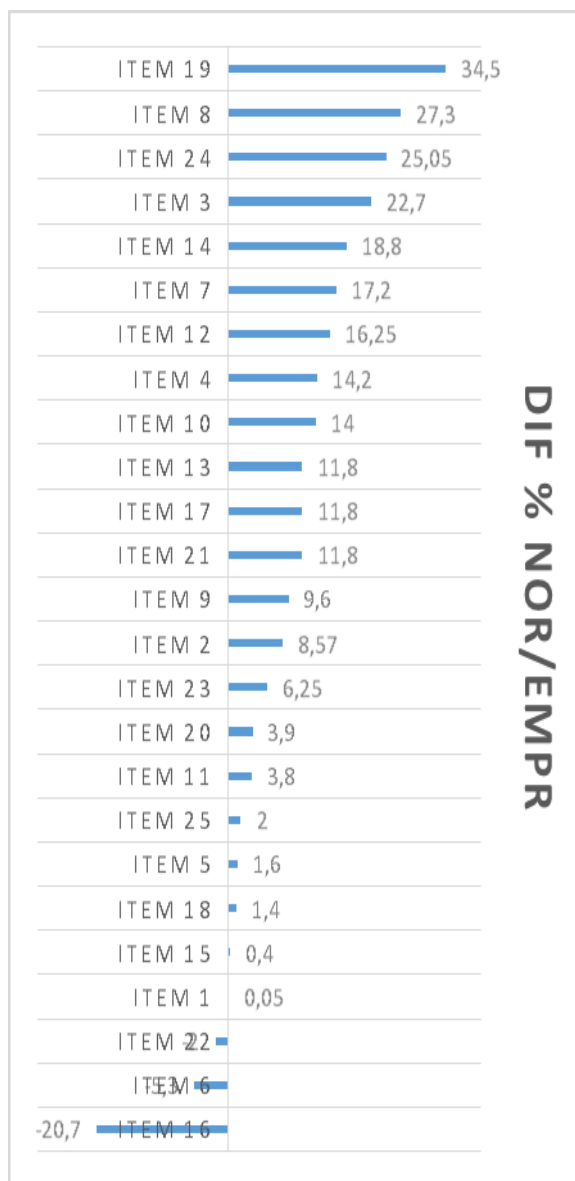 ITEM 19 34,5
ITEM 8 27,3
ITEM 24 25,05
ITEM 3 22,7
ITEM 14 18,8
ITEM 7 17,2
ITEM 12 16,25
ITEM 4 14,2
ITEM 10 14
ITEM 13 11,8
ITEM 17 11,8
ITEM 21 11,8
ITEM 9 9,6
ITEM 2 8,57
ITEM 23 6,25
ITEM 20 3,9
ITEM 11 3,8
ITEM 25 2
ITEM 5 1,6
ITEM 18 1,4
ITEM 15 0,4
ITEM 1 0,05
ITEM 22
ITEM 6 -5,3
ITEM 16 -20,7
DIF % NOR/EMPR